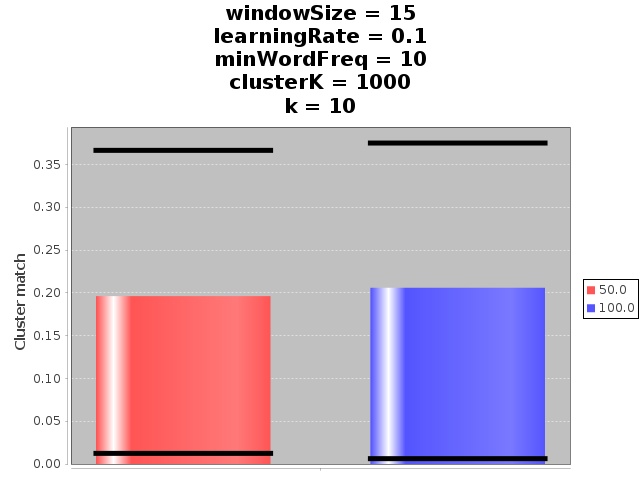 windowSize = 15
learningRate = 0.1
minWordFreq = 10
clusterK = 1000
k = 10
Cluster match
0.35
0.30
0.25
0.20
0.15
0.10
0.05
0.00
50.0
100.0